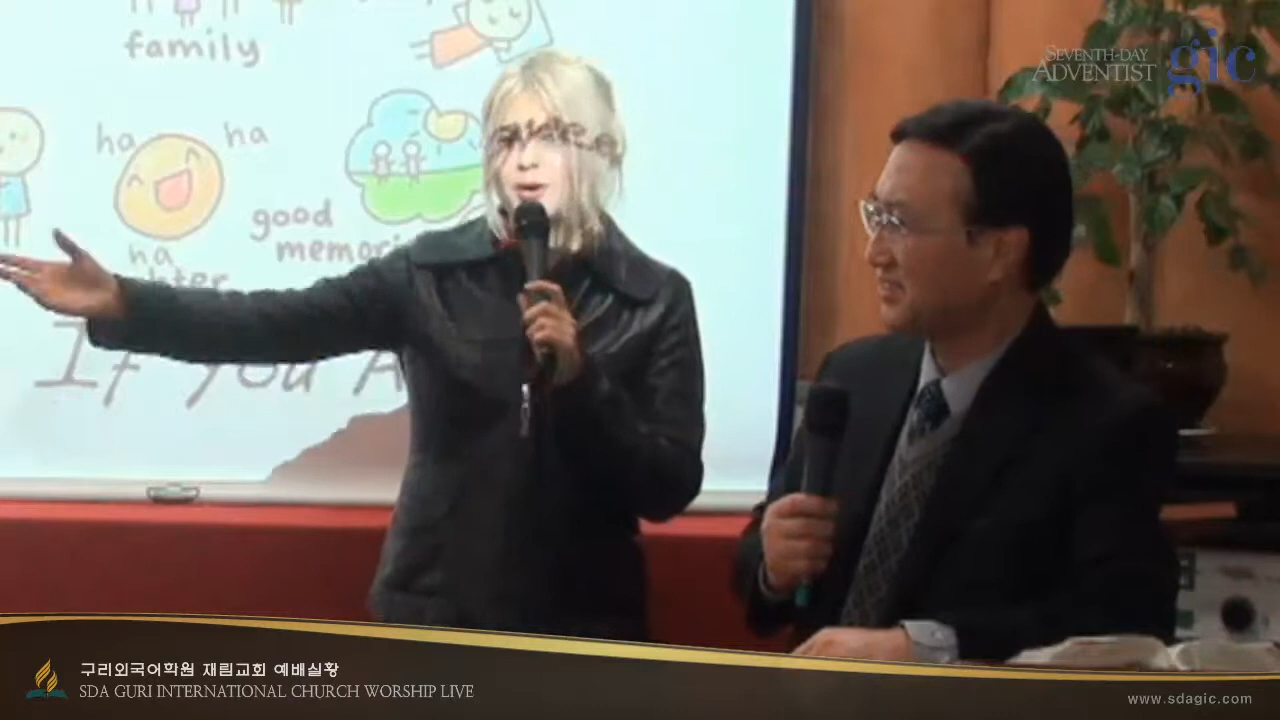 family
SEVENTH-DAY
ADVENTIST
gic
ha
ha
good
ha
If You A
구리외국어학원 재림교회 예배실황
SDA GURI INTERNATIONAL CHURCH WORSHIP LIVE
www.sdagic.com